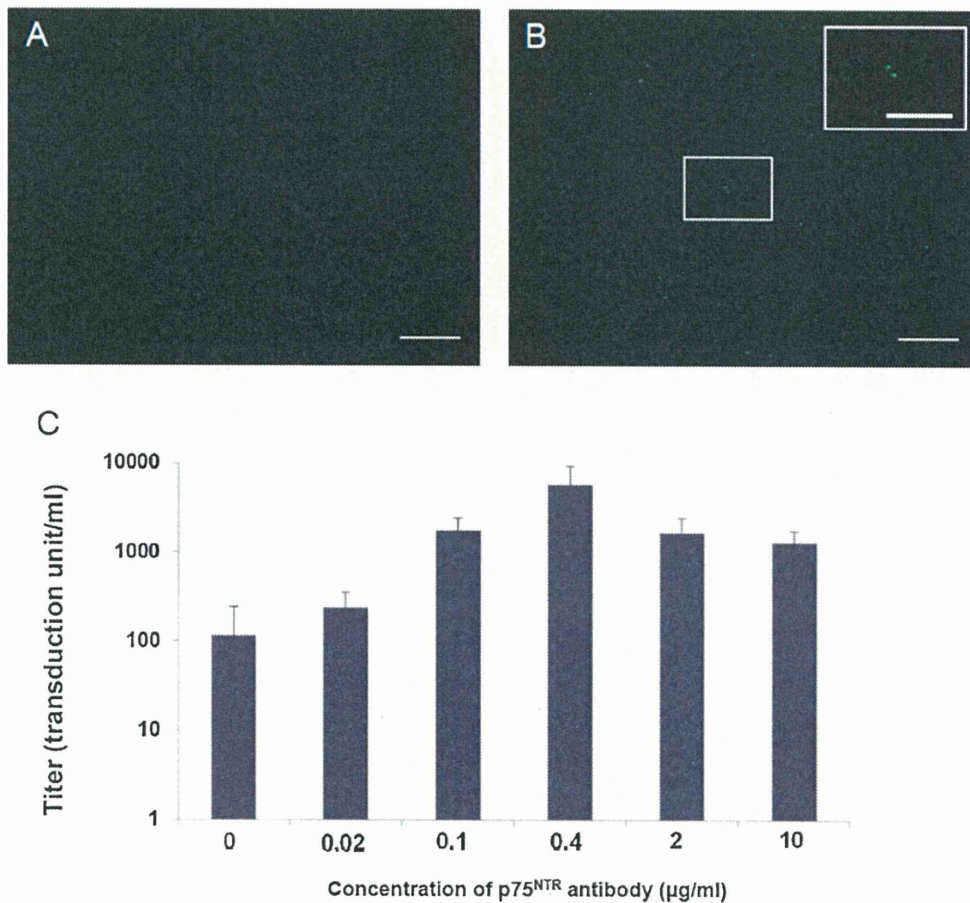 A
B
C
Titer (transduction unit/ml)
10000
1000
100
10
1
0 0.02 0.1 0.4 2 10
Concentration of p75NTR antibody (μg/ml)